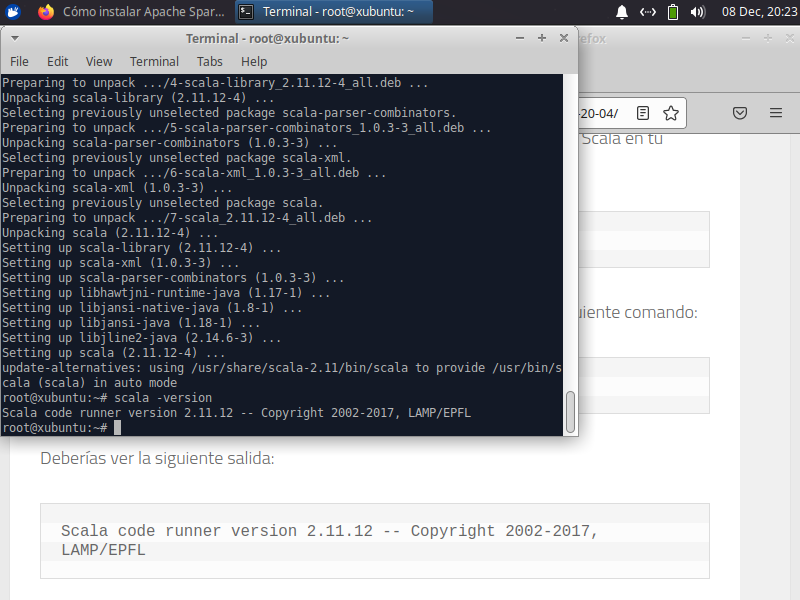 Cómo instalar Apache Spar...
Terminal - root@xubuntu: ~
08 Dec, 20:23
Terminal - root@xubuntu: ~
efox
File Edit View Terminal Tabs Help
Preparing to unpack .../4-scala-library_2.11.12-4_all.deb ...
Unpacking scala-library (2.11.12-4) ...
Selecting previously unselected package scala-parser-combinators.
Preparing to unpack .../5-scala-parser-combinators_1.0.3-3_all.deb ...
Unpacking scala-parser-combinators (1.0.3-3) ...
Selecting previously unselected package scala-xml.
Preparing to unpack .../6-scala-xml_1.0.3-3_all.deb ...
Unpacking scala-xml (1.0.3-3) ...
Selecting previously unselected package scala.
Preparing to unpack .../7-scala_2.11.12-4_all.deb ...
Unpacking scala (2.11.12-4) ...
Setting up scala-library (2.11.12-4) ...
Setting up scala-xml (1.0.3-3) ...
Setting up scala-parser-combinators (1.0.3-3) ...
Setting up libhawtjni-runtime-java (1.17-1) ...
Setting up libjansi-native-java (1.8-1) ...
Setting up libjansi-java (1.18-1) ...
Setting up libjline2-java (2.14.6-3) ...
Setting up scala (2.11.12-4) ...
update-alternatives: using /usr/share/scala-2.11/bin/scala to provide /usr/bin/s
cala (scala) in auto mode
root@xubuntu:~# scala -version
Scala code runner version 2.11.12 -- Copyright 2002-2017, LAMP/EPFL
root@xubuntu:~#
-20-04/
Scala en tu
uiente comando:
Deberías ver la siguiente salida:
Scala code runner version 2.11.12 -- Copyright 2002-2017,
LAMP/EPFL